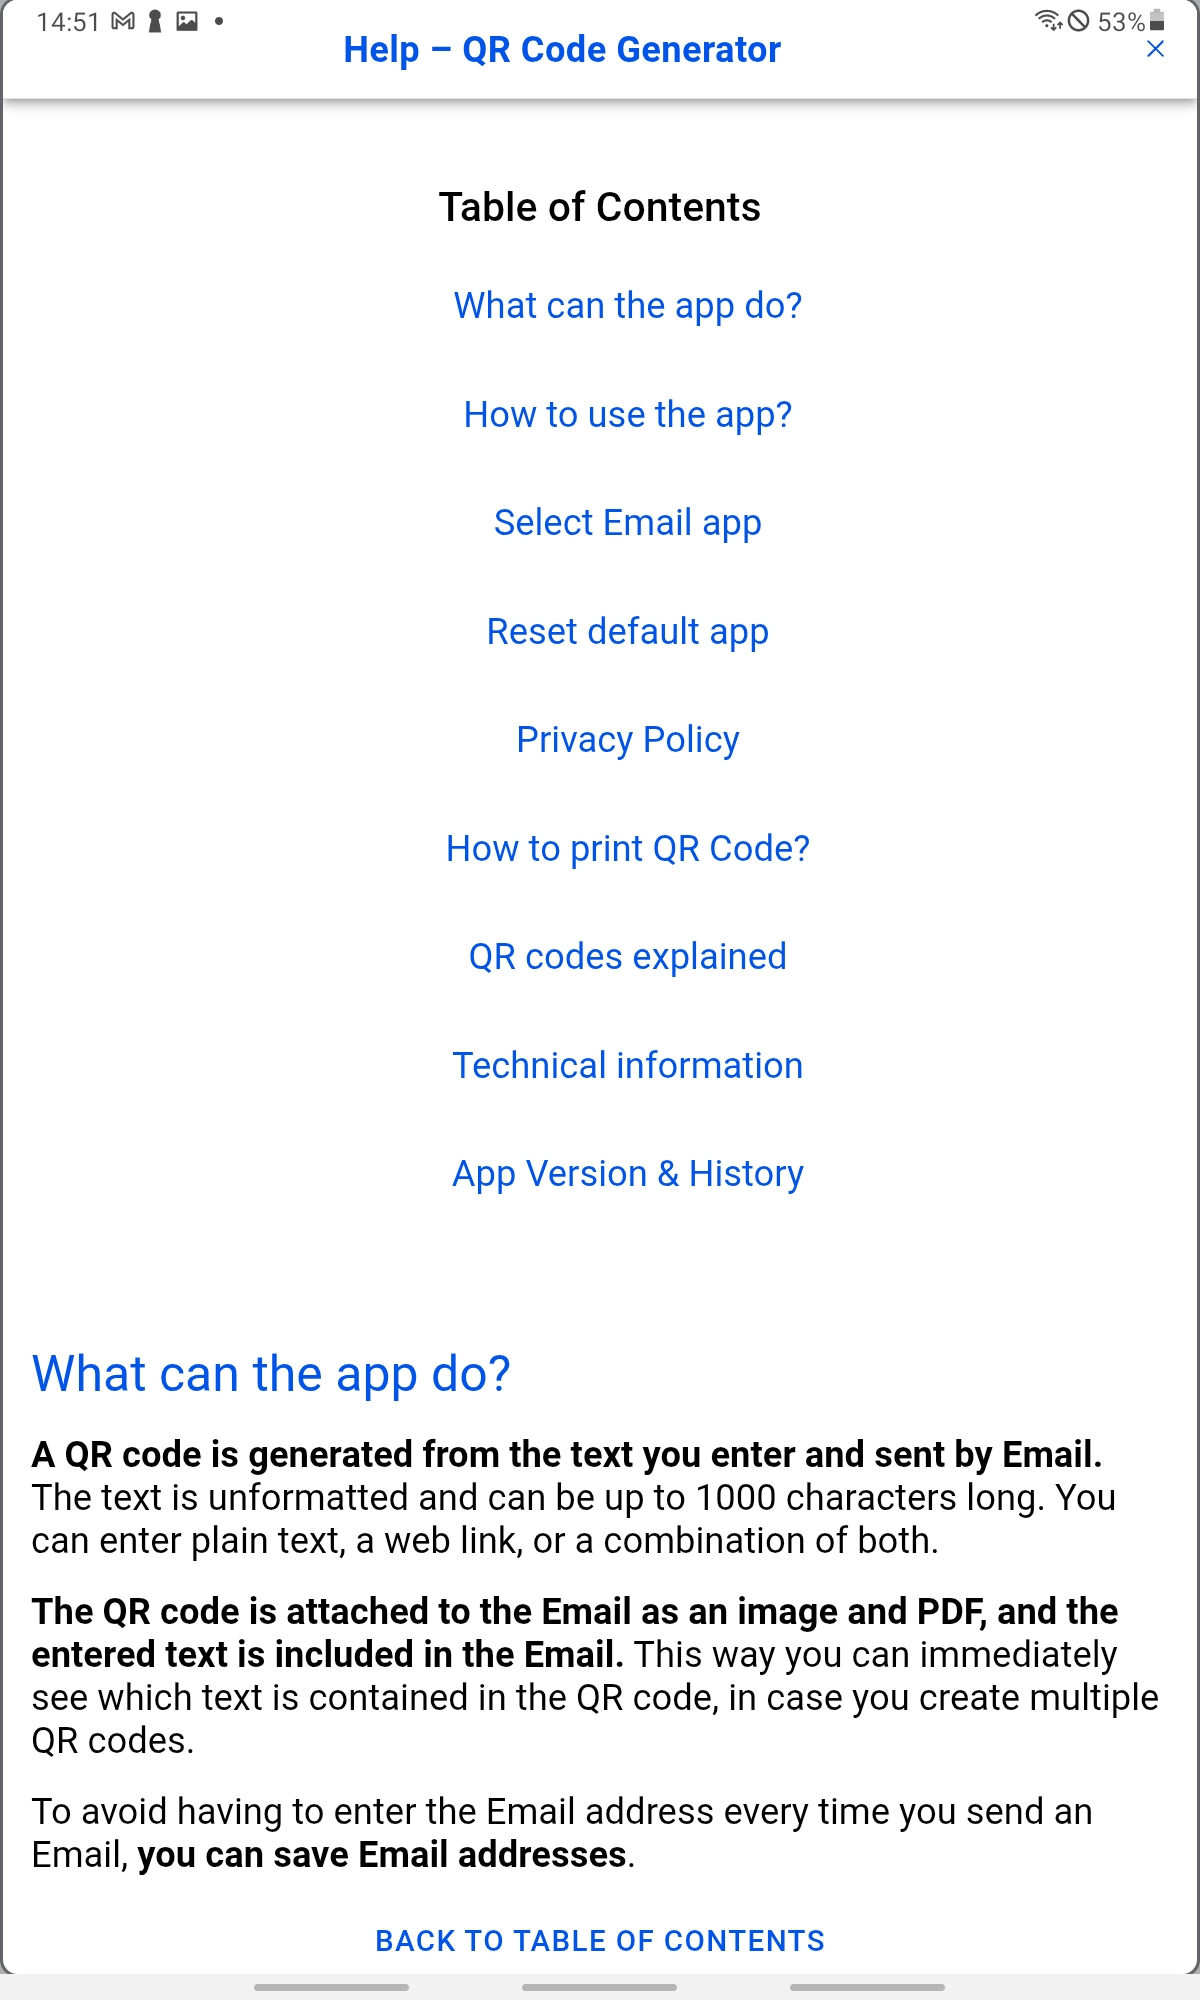 14:51
53%
Help – QR Code Generator
Table of Contents
What can the app do?
How to use the app?
Select Email app
Reset default app
Privacy Policy
How to print QR Code?
QR codes explained
Technical information
App Version & History
What can the app do?
A QR code is generated from the text you enter and sent by Email.
The text is unformatted and can be up to 1000 characters long. You
can enter plain text, a web link, or a combination of both.
The QR code is attached to the Email as an image and PDF, and the
entered text is included in the Email. This way you can immediately
see which text is contained in the QR code, in case you create multiple
QR codes.
To avoid having to enter the Email address every time you send an
Email, you can save Email addresses.
BACK TO TABLE OF CONTENTS